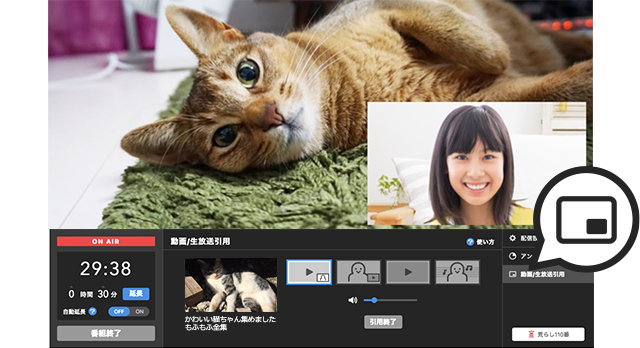 ON AIR
29:38
0 時間 30 分 延長
自動延長 ? OFF ON
番組終了
動画/生放送引用
? 使い方
かわいい猫ちゃん集めました
もふもふ全集
引用終了
配信
アン
動画/生放送引用
荒らし110番